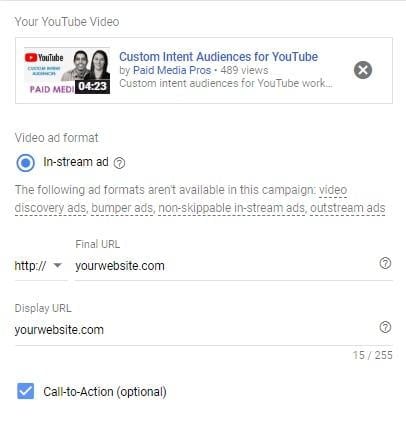 Your YouTube Video
YouTube
CUSTOM INTENT
AUDIENCES
PAID MEDI
04:23
Custom Intent Audiences for YouTube
by Paid Media Pros • 489 views
Custom intent audiences for YouTube work...
Video ad format
In-stream ad
The following ad formats aren't available in this campaign: video
discovery ads, bumper ads, non-skippable in-stream ads, outstream ads
Final URL
http:// yourwebsite.com
Display URL
yourwebsite.com
15 / 255
Call-to-Action (optional)